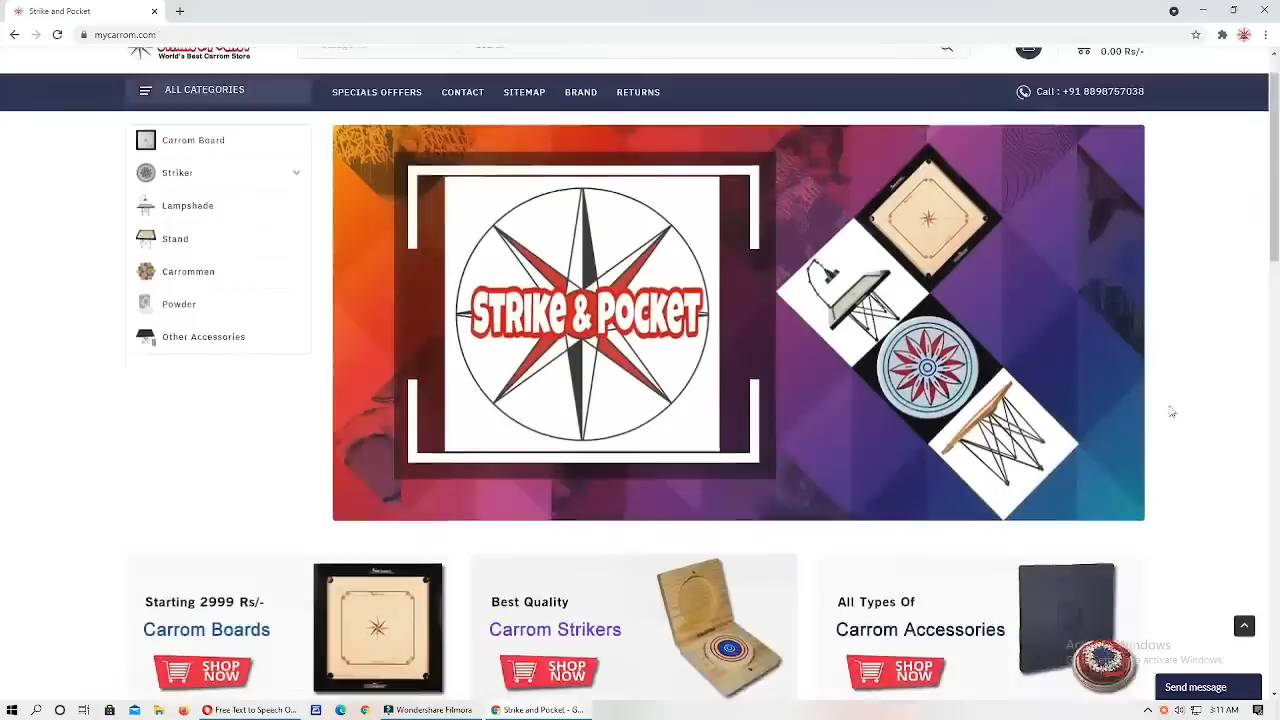 Strike and Pocket
mycarrom.com
World's Best Carrom Store
0.00 Rs/-
ALL CATEGORIES
SPECIALS OFFFERS
CONTACT
SITEMAP
BRAND
RETURNS
Call : +91 8898757038
Carrom Board
Striker
Lampshade
Stand
Carrommen
Powder
Other Accessories
STRIKE & POCKET
Starting 2999 Rs/-
Carrom Boards
SHOP
NOW
Best Quality
Carrom Strikers
SHOP
NOW
All Types Of
Carrom Accessories
SHOP
NOW
Send message
Free Text to Speech O...
Wondershare Filmora
Strike and Pocket - G...
3:11 PM